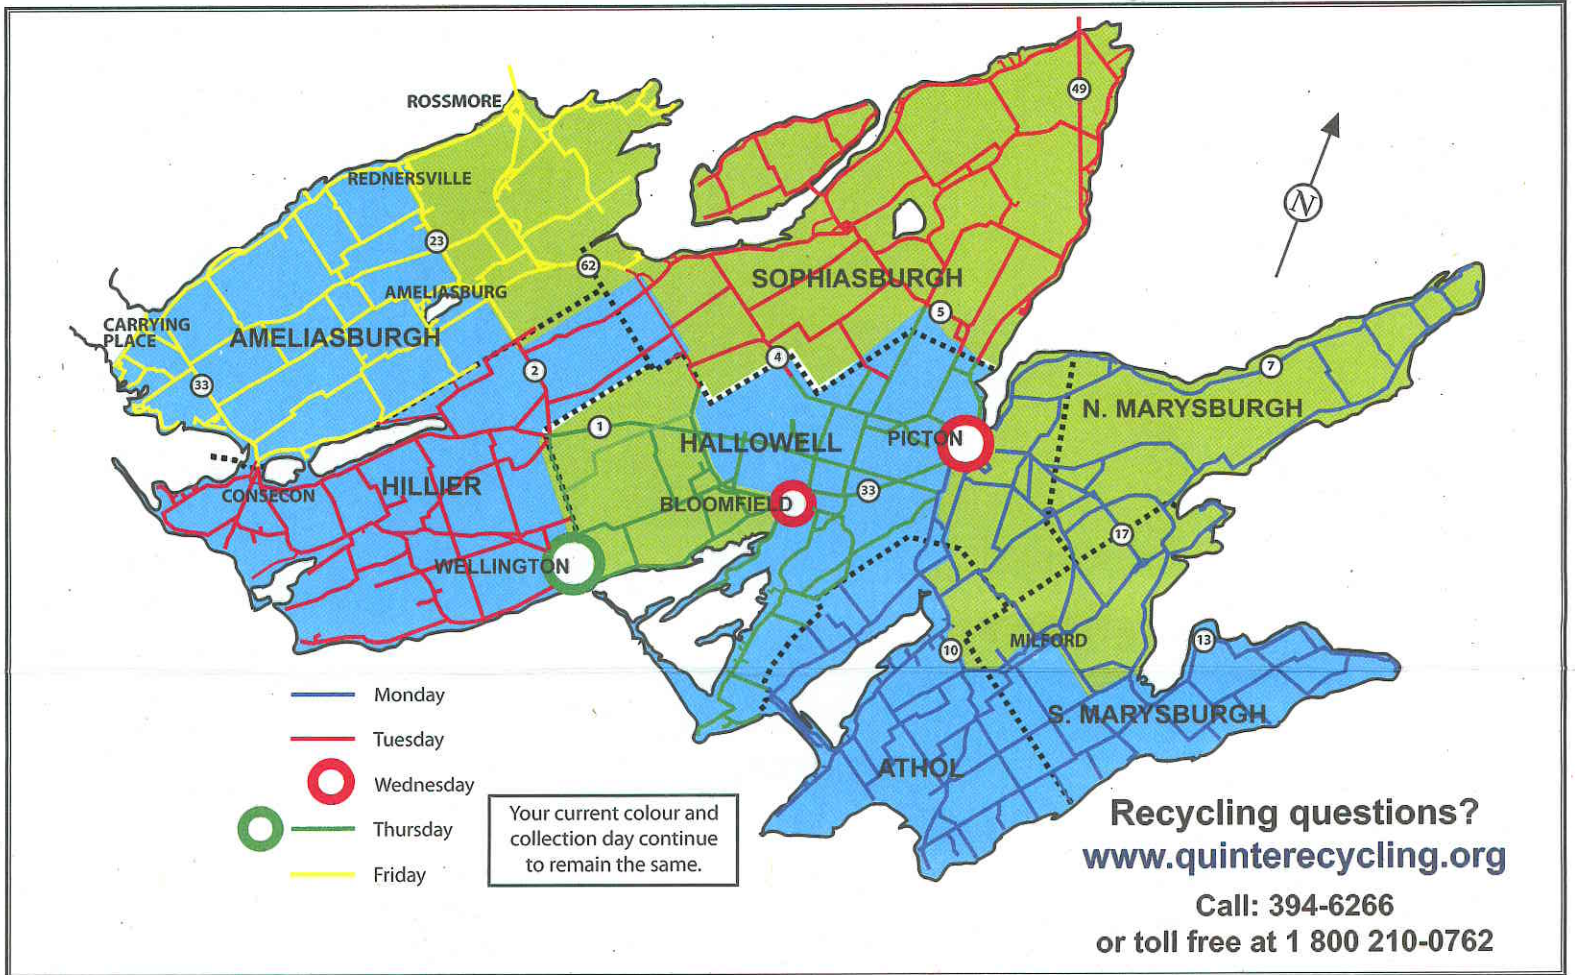 ROSSMORE
49
REDNERSVILLE
N
23
62
SOPHIASBURGH
AMELIASBURG
5
CARRYING
PLACE
AMELIASBURGH
4
7
2
33
N. MARYSBURGH
1
HALLOWELL
PICTON
HILLIER
CONSECON
33
BLOOMFIELD
17
WELLINGTON
10
MILFORD
13
S. MARYSBURGH
ATHOL
Monday
Tuesday
Wednesday
Thursday
Friday
Your current colour and
collection day continue
to remain the same.
Recycling questions?
www.quinterecycling.org
Call: 394-6266
or toll free at 1 800 210-0762